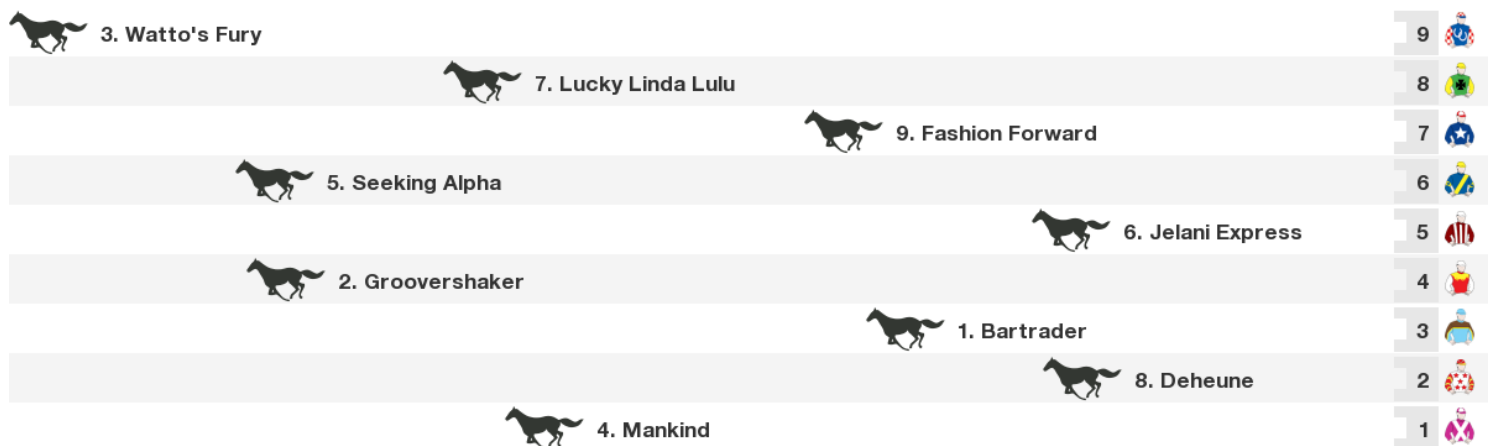 3. Watto's Fury 9
7. Lucky Linda Lulu 8
9. Fashion Forward 7
5. Seeking Alpha 6
6. Jelani Express 5
2. Groovershaker 4
1. Bartrader 3
8. Deheune 2
4. Mankind 1